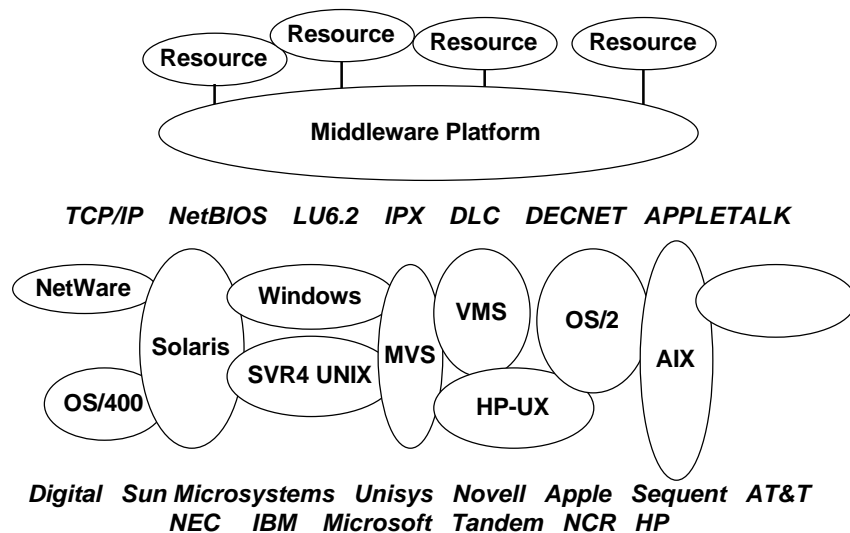 Resource Resource Resource Resource
Middleware Platform
TCP/IP NetBIOS LU6.2 IPX DLC DECNET APPLETALK
NetWare Windows VMS OS/2
Solaris MVS AIX
OS/400 SVR4 UNIX HP-UX
Digital Sun Microsystems Unisys Novell Apple Sequent AT&T
NEC IBM Microsoft Tandem NCR HP